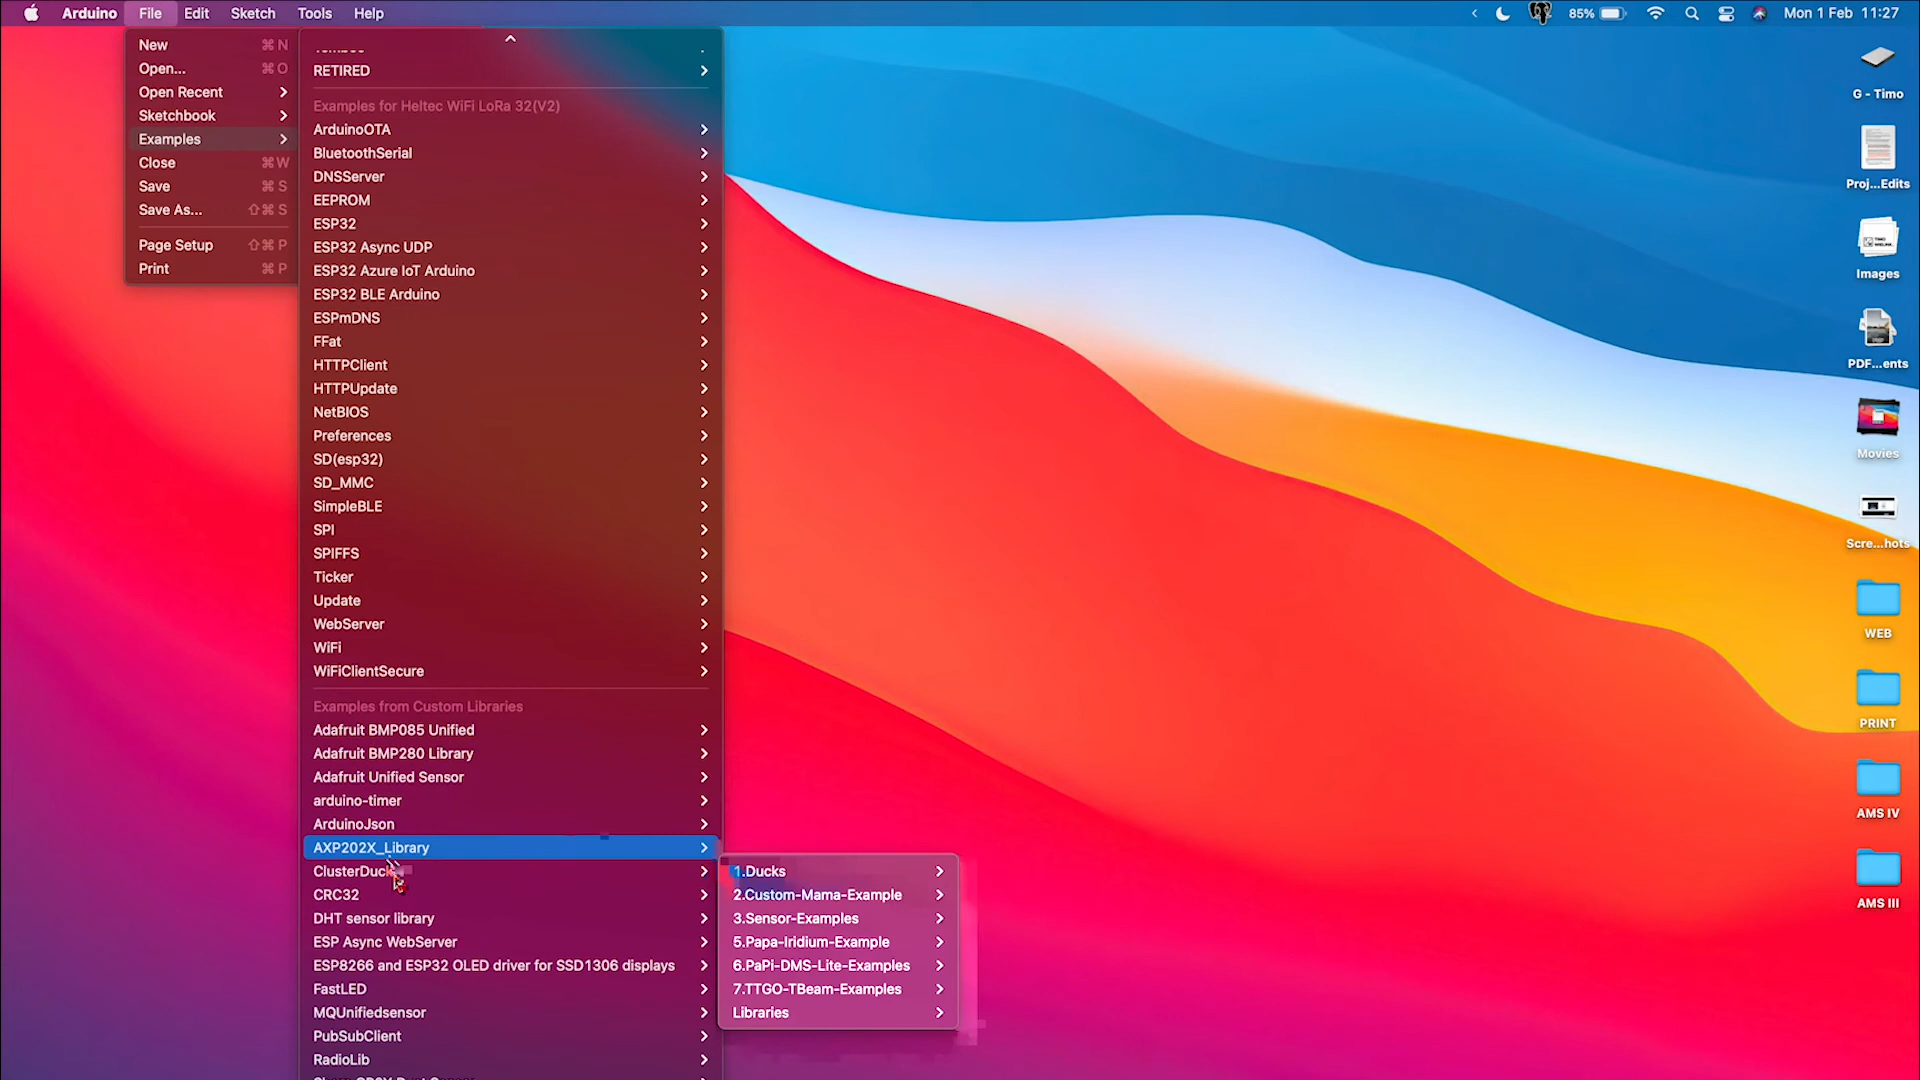 Arduino File Edit Sketch Tools Help 85% Mon 1 Feb 11:27
New ⌘ N
Open... ⌘ O
Open Recent
Sketchbook
Examples
Close ⌘ W
Save ⌘ S
Save As... ⇧⌘ S
Page Setup ⇧⌘ P
Print ⌘ P
RETIRED
Examples for Heltec WiFi LoRa 32(V2)
ArduinoOTA
BluetoothSerial
DNSServer
EEPROM
ESP32
ESP32 Async UDP
ESP32 Azure IoT Arduino
ESP32 BLE Arduino
ESPmDNS
FFat
HTTPClient
HTTPUpdate
NetBIOS
Preferences
SD(esp32)
SD_MMC
SimpleBLE
SPI
SPIFFS
Ticker
Update
WebServer
WiFi
WiFiClientSecure
Examples from Custom Libraries
Adafruit BMP085 Unified
Adafruit BMP280 Library
Adafruit Unified Sensor
arduino-timer
ArduinoJson
AXP202X_Library
CRC32
DHT sensor library
ESP Async WebServer
ESP8266 and ESP32 OLED driver for SSD1306 displays
FastLED
MQUnifiedsensor
PubSubClient
RadioLib
1.Ducks
2.Custom-Mama-Example
3.Sensor-Examples
5.Papa-Iridium-Example
6.PaPi-DMS-Lite-Examples
7.TTGO-TBeam-Examples
Libraries
G - Timo
Proj...Edits
Images
PDF...ents
Movies
Scre...hots
WEB
PRINT
AMS IV
AMS III